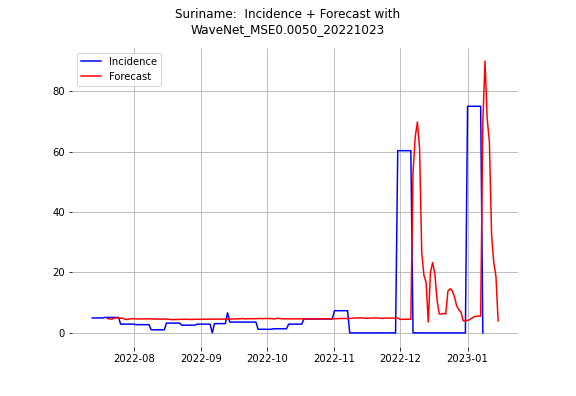 Suriname:  Incidence + Forecast with
WaveNet_MSE0.0050_20221023
Incidence
Forecast
80
60
40
20
0
2022-08 2022-09 2022-10 2022-11 2022-12 2023-01